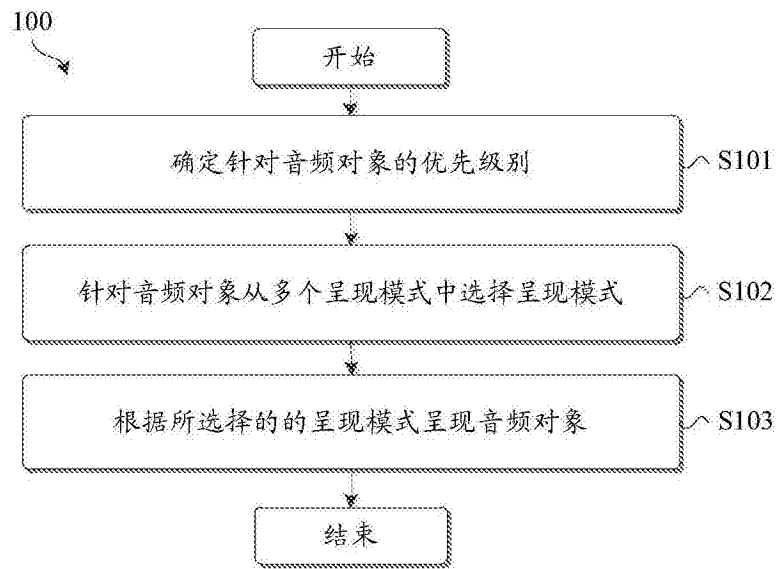 100
开始
确定针对音频对象的优先级别
S101
针对音频对象从多个呈现模式中选择呈现模式
S102
根据所选择的的呈现模式呈现音频对象
S103
结束